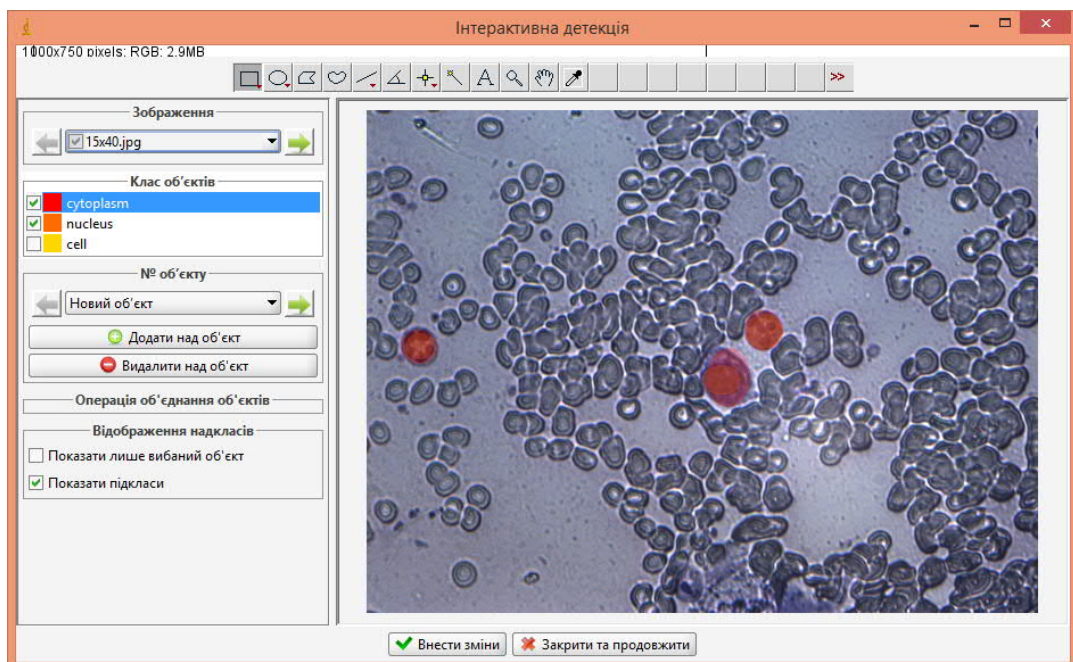 Інтерактивна детекція
1000x750 pixels: RGB: 2.9MB
A
>>
Зображення
15x40.jpg
Клас об'єктів
cytoplasm
nucleus
cell
№ об'єкту
Новий об'єкт
Додати над об'єкт
Видалити над об'єкт
Операція об'єднання об'єктів
Відображення надкласів
Показати лише вибаний об'єкт
Показати підкласи
Внести зміни
Закрити та продовжити